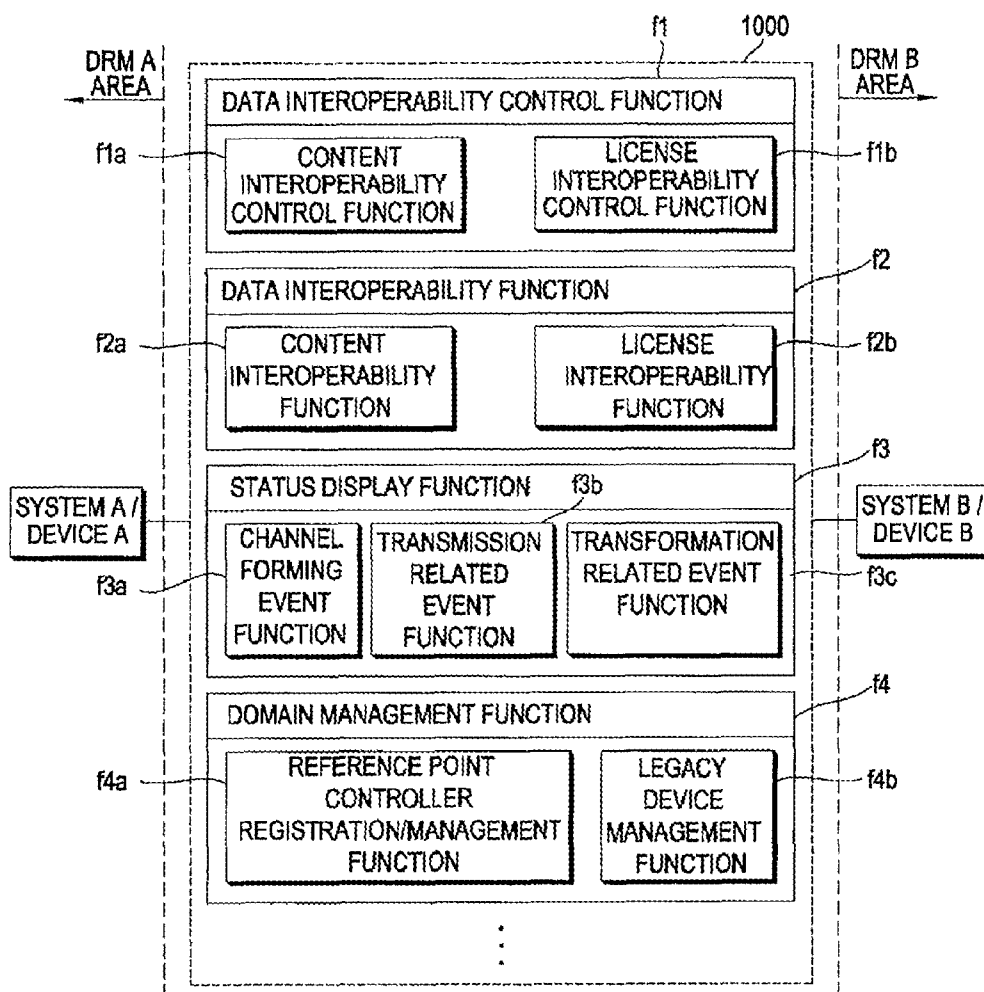 f1
1000
DRM A
AREA
DRM B
AREA
DATA INTEROPERABILITY CONTROL FUNCTION
f1a
CONTENT
INTEROPERABILITY
CONTROL FUNCTION
LICENSE
INTEROPERABILITY
CONTROL FUNCTION
f1b
f2
DATA INTEROPERABILITY FUNCTION
f2a
CONTENT
INTEROPERABILITY
FUNCTION
LICENSE
INTEROPERABILITY
FUNCTION
f2b
f3
STATUS DISPLAY FUNCTION
f3b
SYSTEM A /
DEVICE A
SYSTEM B /
DEVICE B
f3a
CHANNEL
FORMING
EVENT
FUNCTION
TRANSMISSION
RELATED
EVENT
FUNCTION
TRANSFORMATION
RELATED EVENT
FUNCTION
f3c
f4
DOMAIN MANAGEMENT FUNCTION
f4a
REFERENCE POINT
CONTROLLER
REGISTRATION/MANAGEMENT
FUNCTION
LEGACY
DEVICE
MANAGEMENT
FUNCTION
f4b